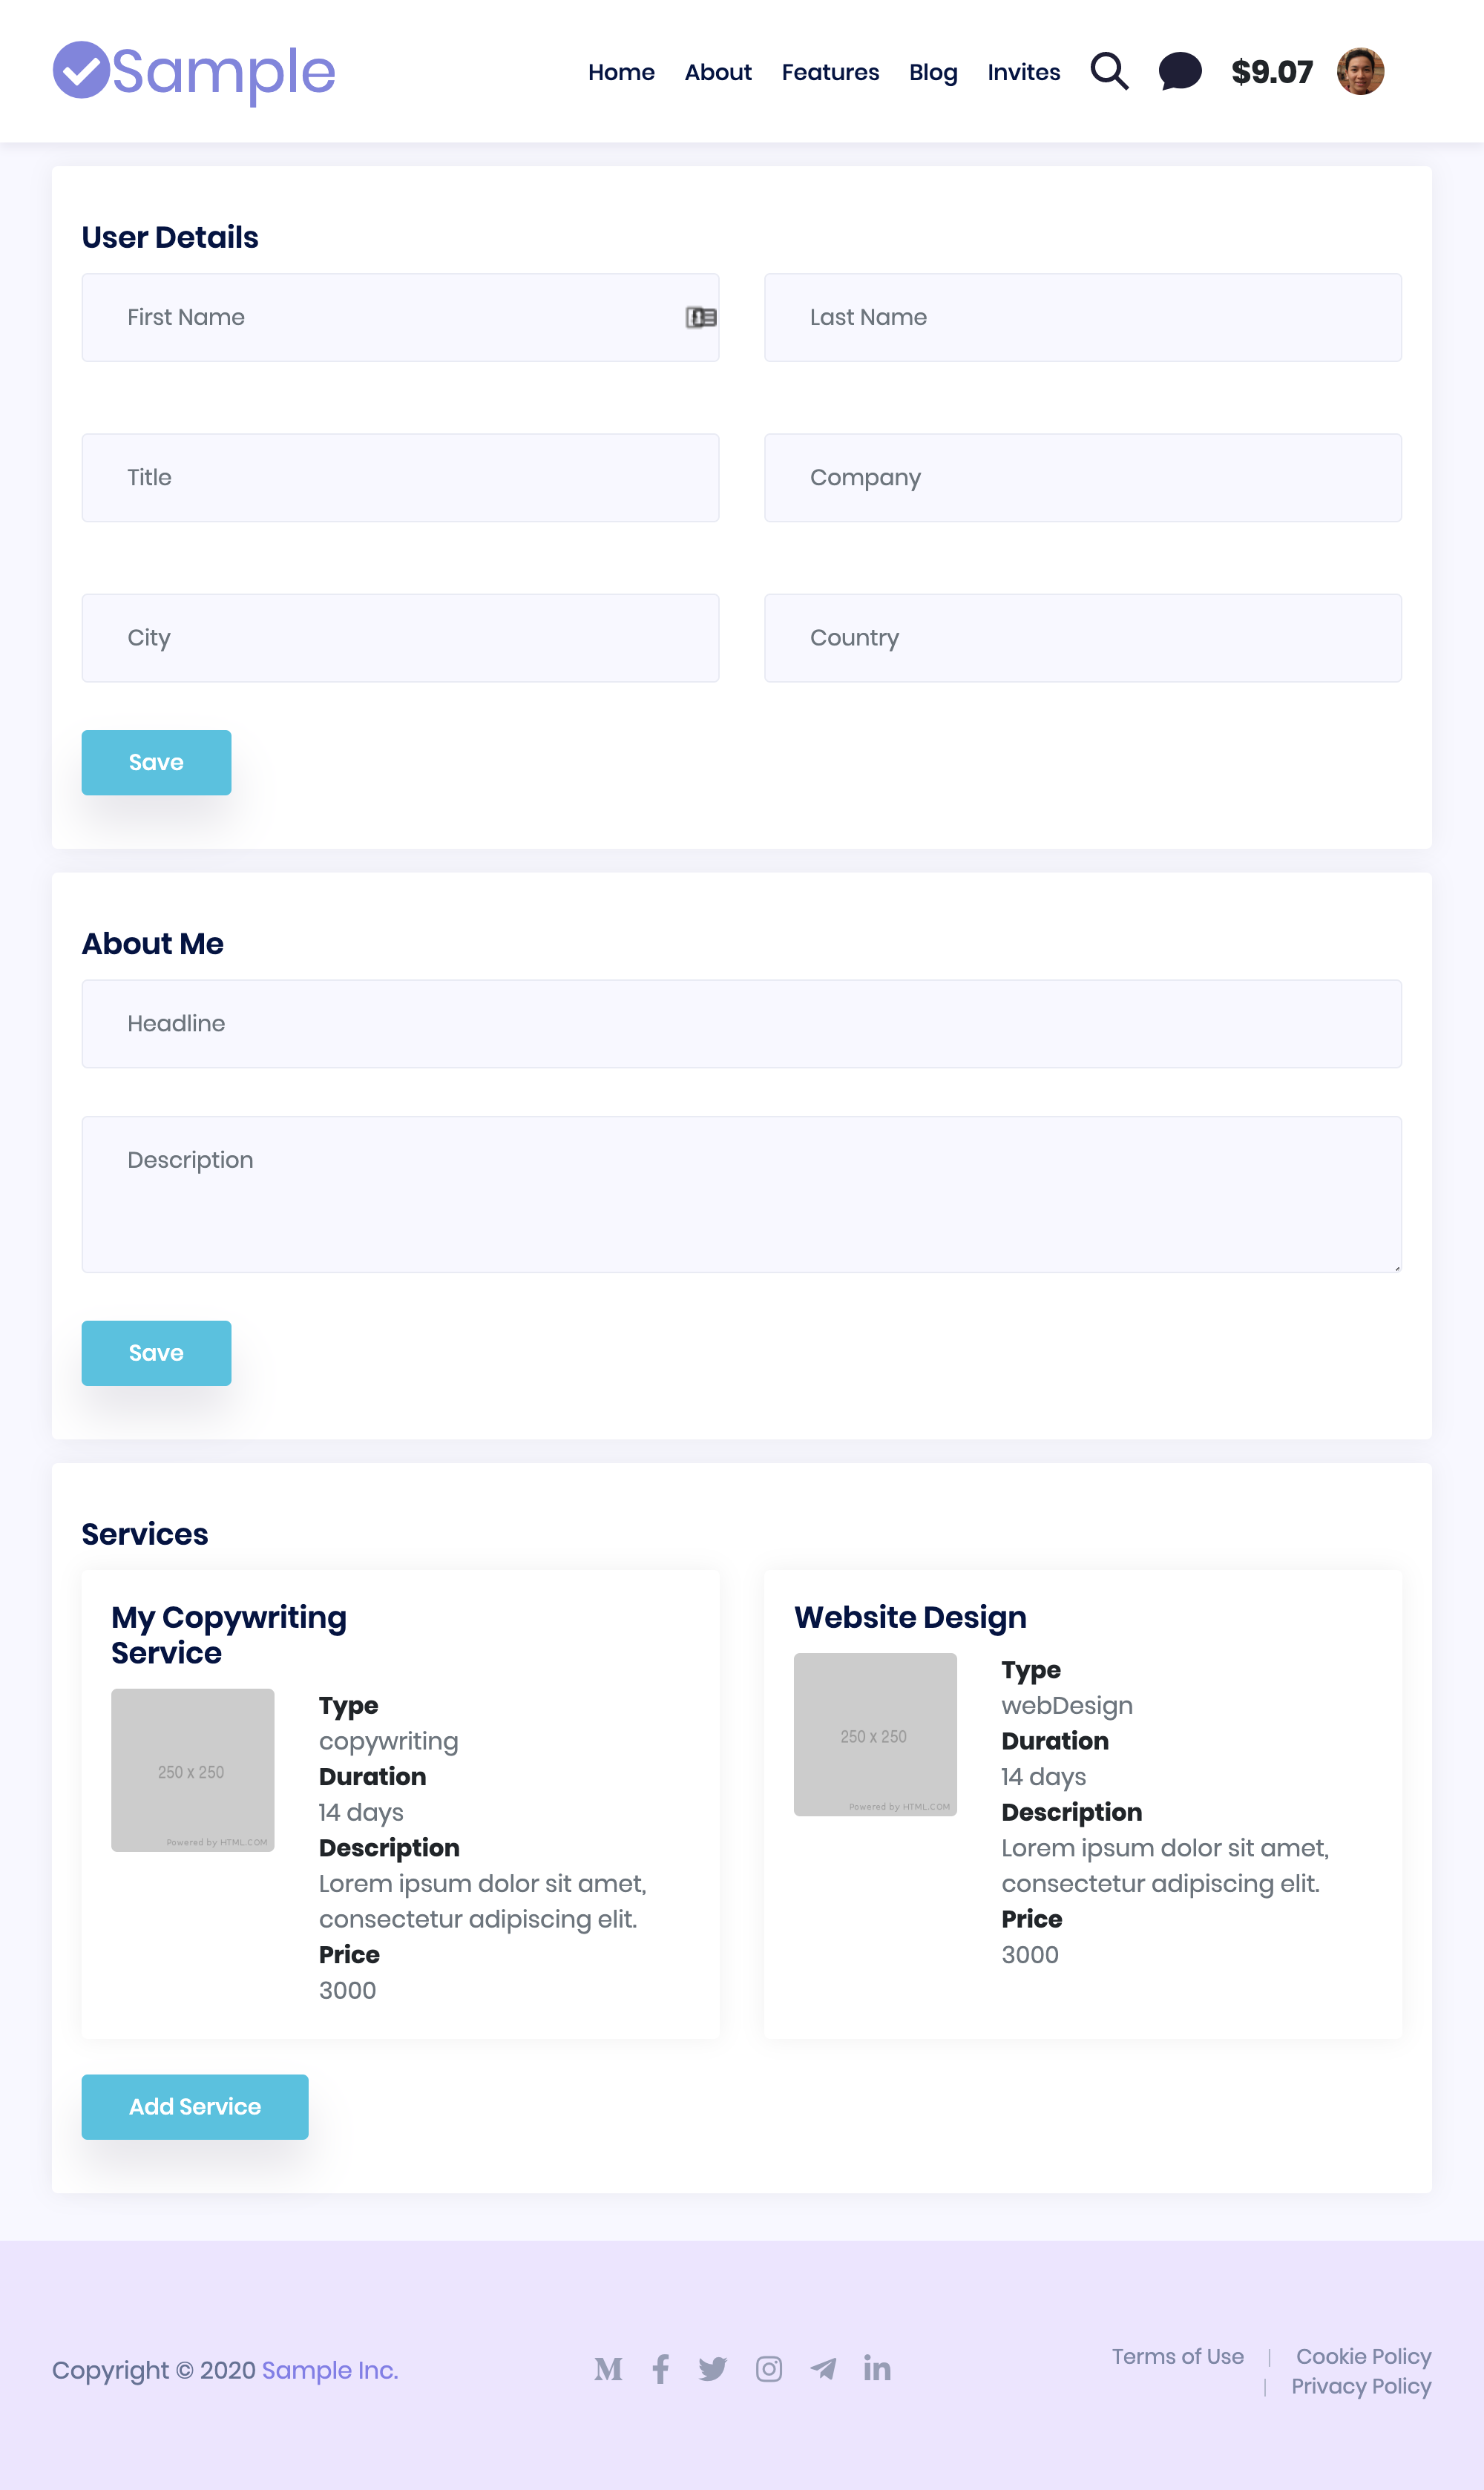 Sample
Home About Features Blog Invites $9.07
User Details
First Name Last Name
Title Company
City Country
Save
About Me
Headline
Description
Save
Services
My Copywriting
Service
250 x 250
Powered by HTML.COM
Type
copywriting
Duration
14 days
Description
Lorem ipsum dolor sit amet,
consectetur adipiscing elit.
Price
3000
Website Design
250 x 250
Powered by HTML.COM
Type
webDesign
Duration
14 days
Description
Lorem ipsum dolor sit amet,
consectetur adipiscing elit.
Price
3000
Add Service
Copyright © 2020 Sample Inc.
Terms of Use | Cookie Policy
| Privacy Policy